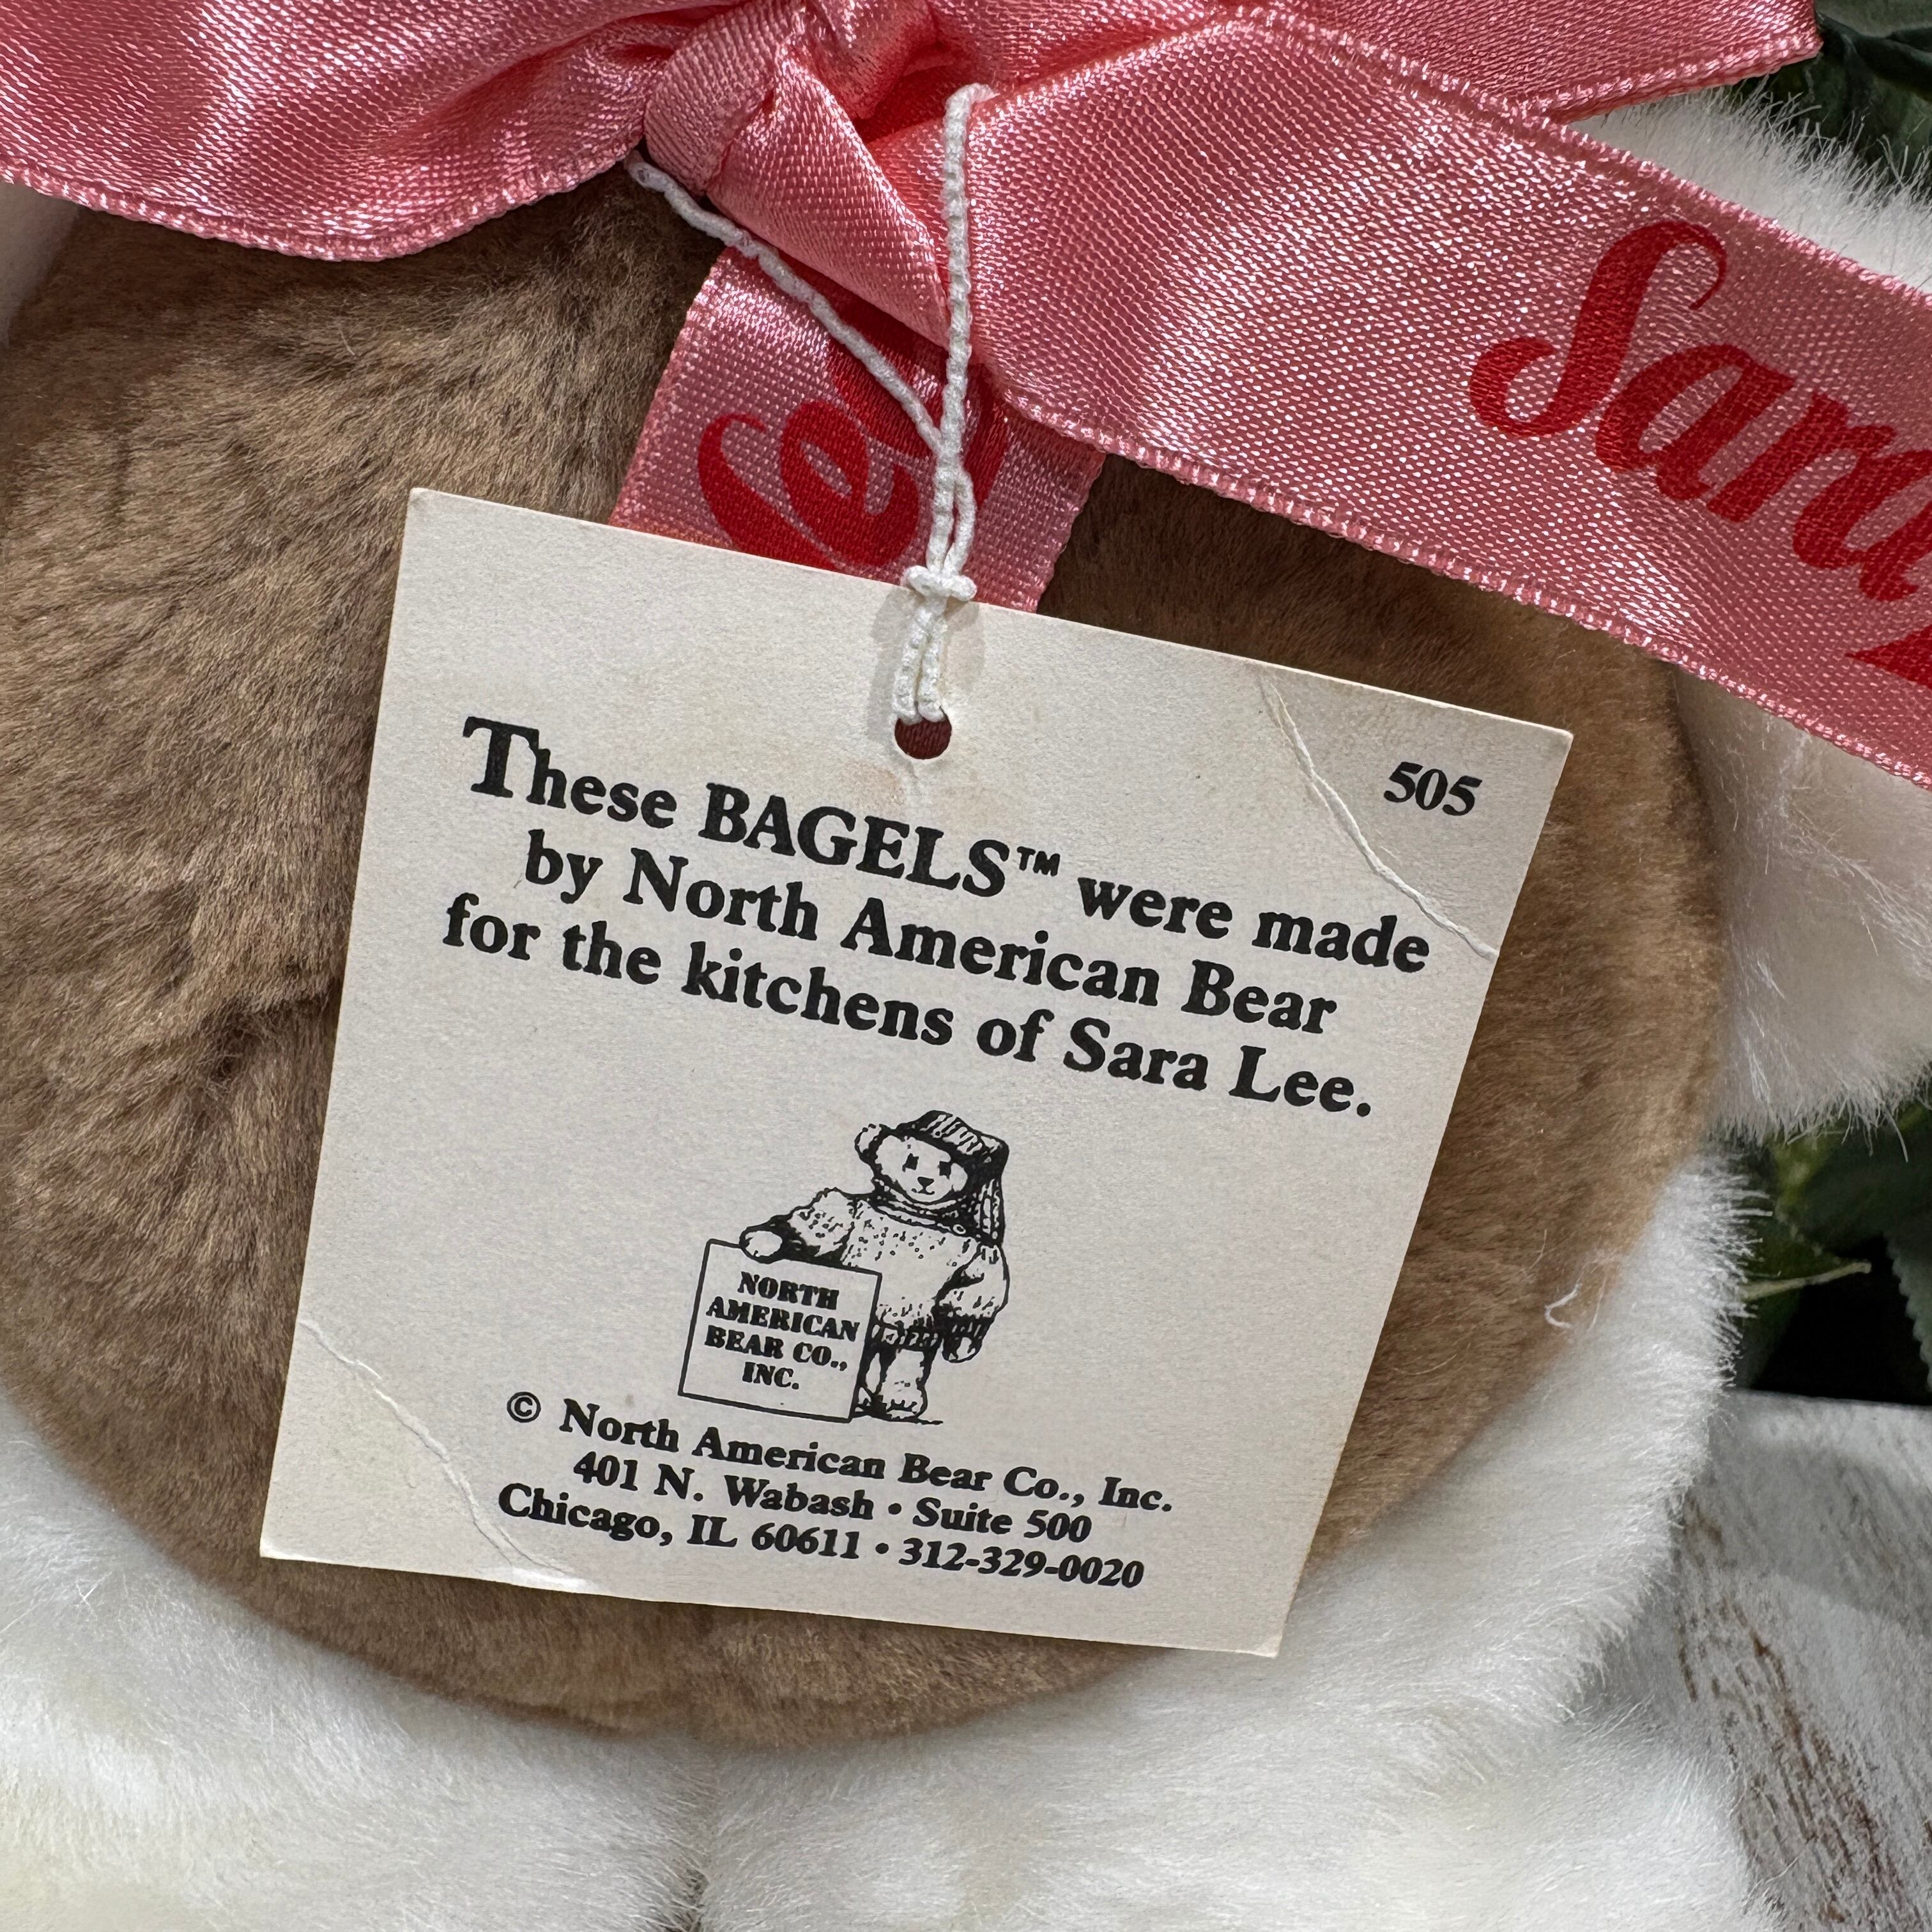 Sara
505
These BAGELS™ were made
by North American Bear
for the kitchens of Sara Lee.
NORTH
AMERICAN
BEAR CO.,
INC.
© North American Bear Co., Inc.
401 N. Wabash • Suite 500
Chicago, IL 60611 • 312-329-0020